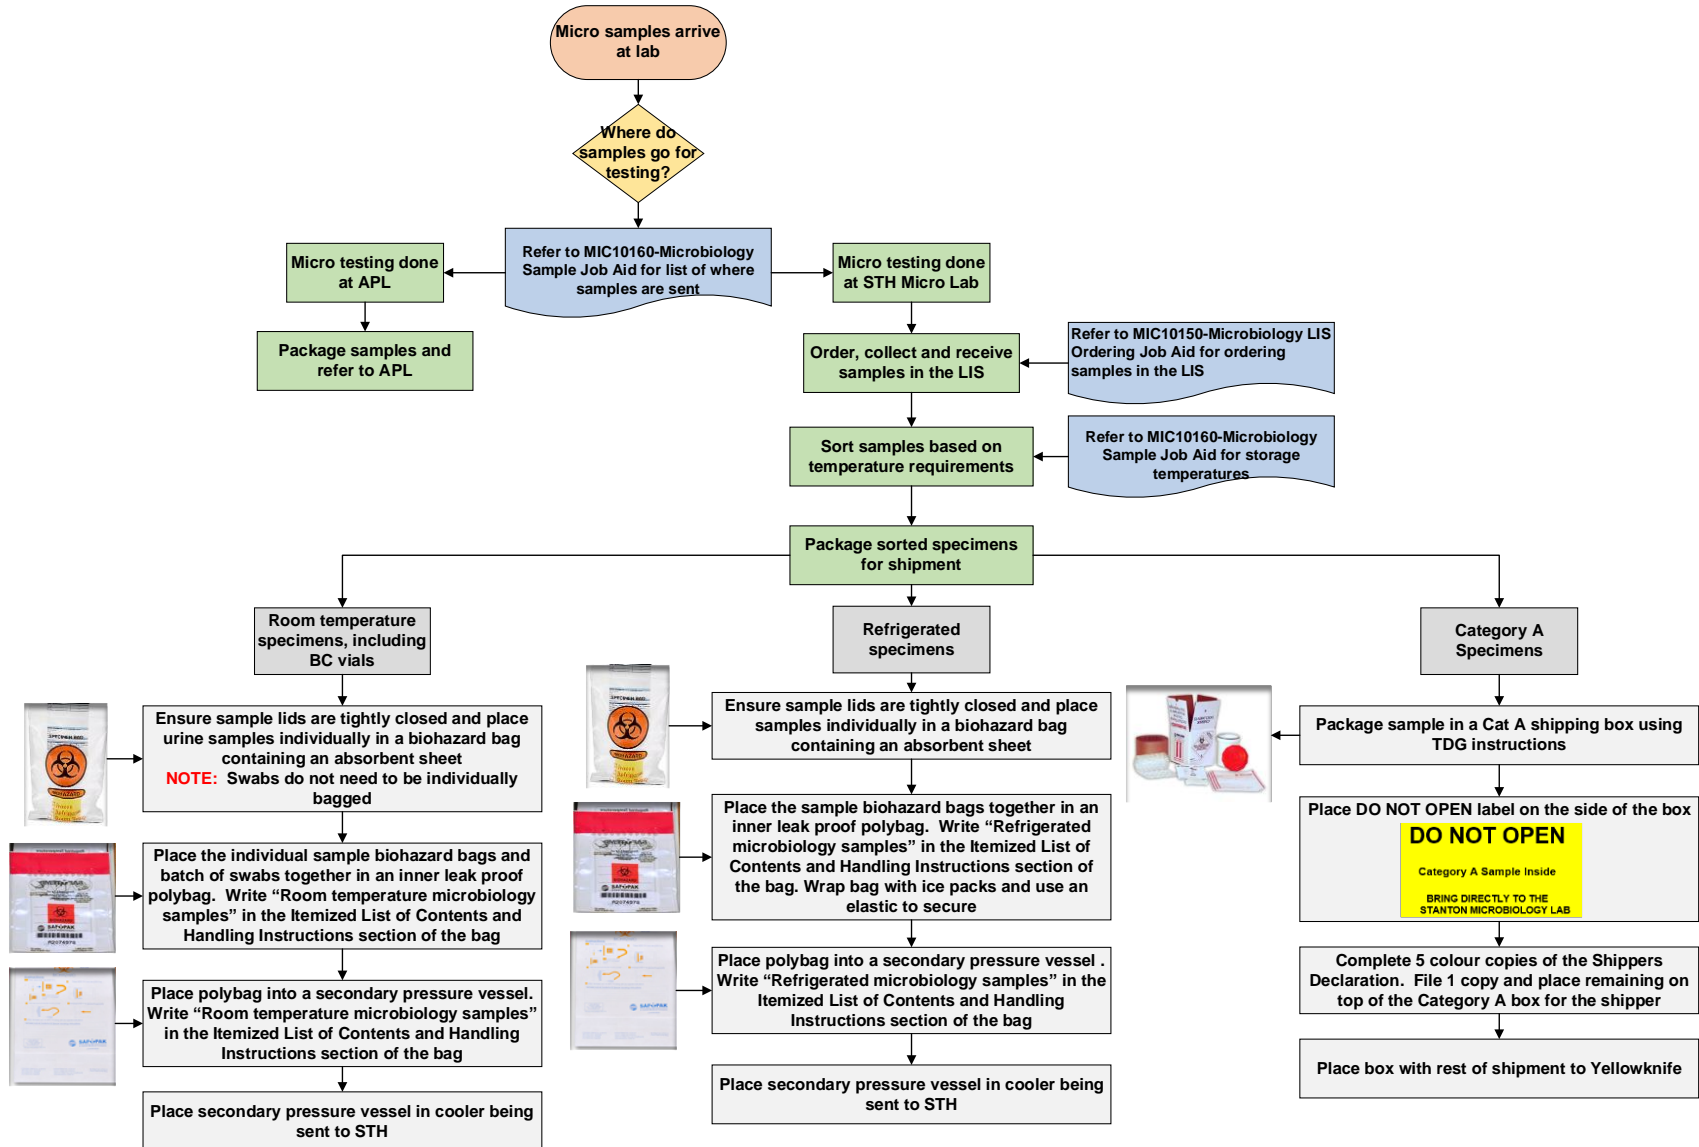 Micro samples arrive
at lab
Where do
samples go for
testing?
Refer to MIC10160-Microbiology
Sample Job Aid for list of where
samples are sent
Micro testing done
at APL
Package samples and
refer to APL
Micro testing done
at STH Micro Lab
Order, collect and receive
samples in the LIS
Refer to MIC10150-Microbiology LIS
Ordering Job Aid for ordering
samples in the LIS
Sort samples based on
temperature requirements
Refer to MIC10160-Microbiology
Sample Job Aid for storage
temperatures
Package sorted specimens
for shipment
Room temperature
specimens, including
BC vials
Ensure sample lids are tightly closed and place
urine samples individually in a biohazard bag
containing an absorbent sheet
NOTE:  Swabs do not need to be individually
bagged
Place the individual sample biohazard bags and
batch of swabs together in an inner leak proof
polybag.  Write “Room temperature microbiology
samples” in the Itemized List of Contents and
Handling Instructions section of the bag
SAF-T-PAK
Place polybag into a secondary pressure vessel.
Write “Room temperature microbiology samples”
in the Itemized List of Contents and Handling
Instructions section of the bag
SAF-T-PAK
Place secondary pressure vessel in cooler being
sent to STH
Refrigerated
specimens
Ensure sample lids are tightly closed and place
samples individually in a biohazard bag
containing an absorbent sheet
Place the sample biohazard bags together in an
inner leak proof polybag.  Write “Refrigerated
microbiology samples” in the Itemized List of
Contents and Handling Instructions section of
the bag. Wrap bag with ice packs and use an
elastic to secure
SAF-T-PAK
Place polybag into a secondary pressure vessel .
Write “Refrigerated microbiology samples” in the
Itemized List of Contents and Handling
Instructions section of the bag
SAF-T-PAK
Place secondary pressure vessel in cooler being
sent to STH
Category A
Specimens
Package sample in a Cat A shipping box using
TDG instructions
Place DO NOT OPEN label on the side of the box
DO NOT OPEN
Category A Sample Inside
BRING DIRECTLY TO THE
STANTON MICROBIOLOGY LAB
Complete 5 colour copies of the Shippers
Declaration.  File 1 copy and place remaining on
top of the Category A box for the shipper
Place box with rest of shipment to Yellowknife